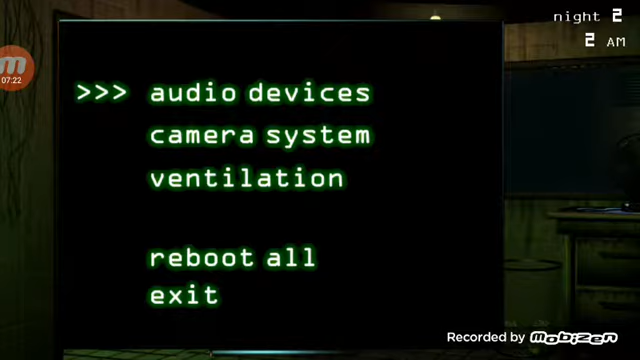 night 2
2 AM
07:22
>>> audio devices
camera system
ventilation
reboot all
exit
Recorded by mobizen